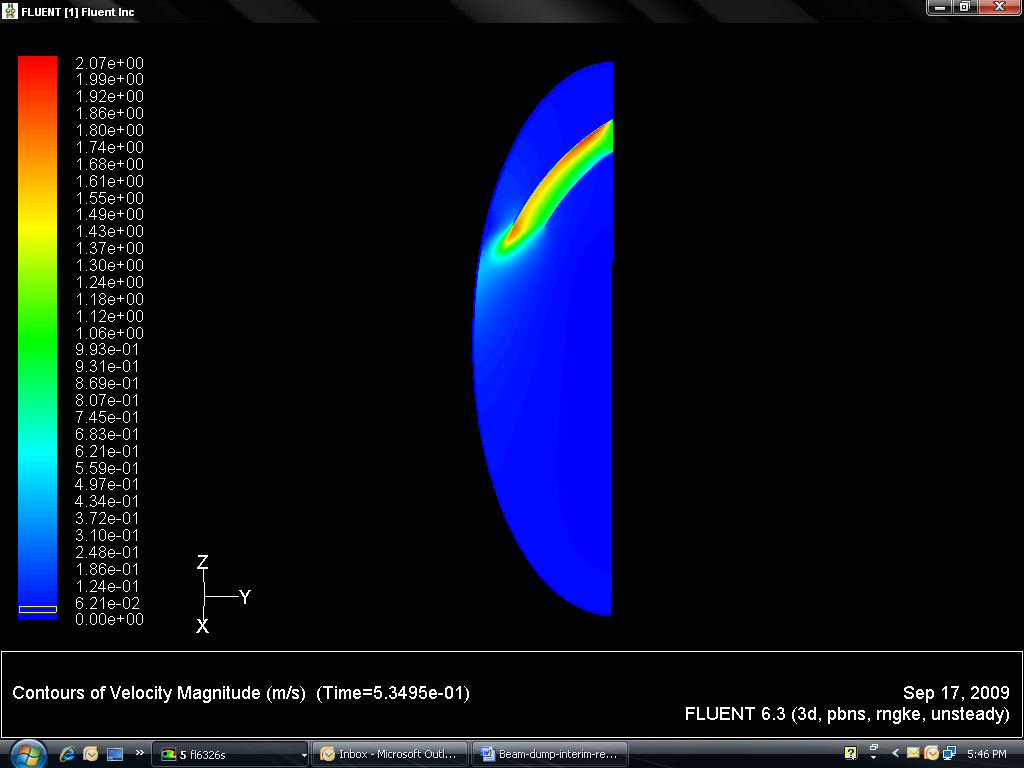 FLUENT [1] Fluent Inc
2.07e+00
1.99e+00
1.92e+00
1.86e+00
1.80e+00
1.74e+00
1.68e+00
1.61e+00
1.55e+00
1.49e+00
1.43e+00
1.37e+00
1.30e+00
1.24e+00
1.18e+00
1.12e+00
1.06e+00
9.93e-01
9.31e-01
8.69e-01
8.07e-01
7.45e-01
6.83e-01
6.21e-01
5.59e-01
4.97e-01
4.34e-01
3.72e-01
3.10e-01
2.48e-01
1.86e-01
1.24e-01
6.21e-02
0.00e+00
Z
Y
X
Contours of Velocity Magnitude (m/s) (Time=5.3495e-01)
Sep 17, 2009
FLUENT 6.3 (3d, pbns, rngke, unsteady)
5 fl6326s
Inbox - Microsoft Outl...
Beam-dump-interim-re...
5:46 PM